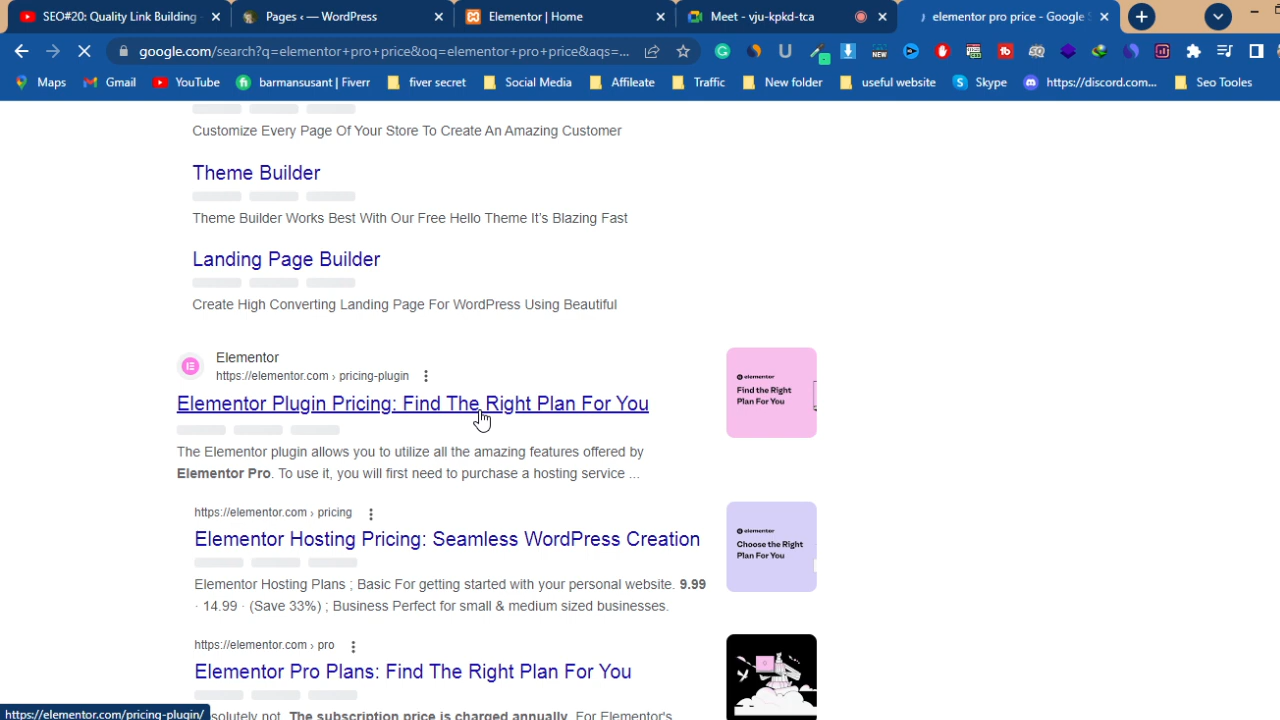 SEO#20: Quality Link Building
Pages ‹ — WordPress
Elementor | Home
Meet - vju-kpkd-tca
elementor pro price - Google
google.com/search?q=elementor+pro+price&oq=elementor+pro+price&aqs=...
Maps
Gmail
YouTube
barmansusant | Fiverr
fiver secret
Social Media
Affileate
Traffic
New folder
useful website
Skype
https://discord.com...
Seo Tooles
Customize Every Page Of Your Store To Create An Amazing Customer
Theme Builder
Theme Builder Works Best With Our Free Hello Theme It's Blazing Fast
Landing Page Builder
Create High Converting Landing Page For WordPress Using Beautiful
Elementor
https://elementor.com › pricing-plugin
Elementor Plugin Pricing: Find The Right Plan For You
The Elementor plugin allows you to utilize all the amazing features offered by
Elementor Pro. To use it, you will first need to purchase a hosting service ...
elementor
Find the Right
Plan For You
https://elementor.com › pricing
Elementor Hosting Pricing: Seamless WordPress Creation
Elementor Hosting Plans ; Basic For getting started with your personal website. 9.99
· 14.99 · (Save 33%) ; Business Perfect for small & medium sized businesses.
elementor
Choose the Right
Plan For You
https://elementor.com › pro
Elementor Pro Plans: Find The Right Plan For You
solutely not. The subscription price is charged annually. For Elementor's
https://elementor.com/pricing-plugin/